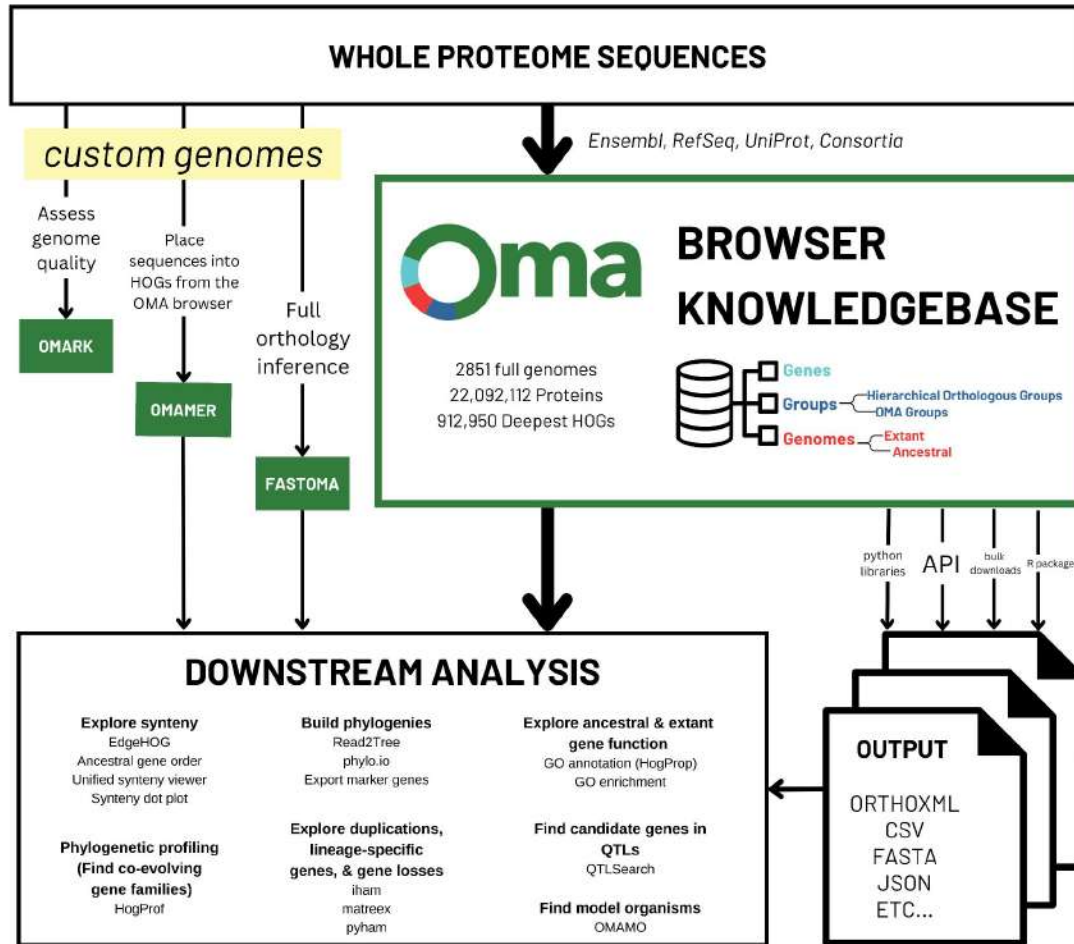 WHOLE PROTEOME SEQUENCES
custom genomes
Ensembl, RefSeq, UniProt, Consortia
Assess
genome
quality
OMARK
Place
sequences into
HOGs from the
OMA browser
OMAMER
Full
orthology
inference
FASTOMA
Oma
BROWSER
KNOWLEDGEBASE
2851 full genomes
22,092,112 Proteins
912,950 Deepest HOGs
Genes
Groups
Hierarchical Orthologous Groups
OMA Groups
Genomes
Extant
Ancestral
python
libraries
API
bulk
downloads
R package
DOWNSTREAM ANALYSIS
Explore synteny
EdgeHOG
Ancestral gene order
Unified synteny viewer
Synteny dot plot
Build phylogenies
Read2Tree
phylo.io
Export marker genes
Explore ancestral & extant
gene function
GO annotation (HogProp)
GO enrichment
Phylogenetic profiling
(Find co-evolving
gene families)
HogProf
Explore duplications,
lineage-specific
genes, & gene losses
iham
matreex
pyham
Find candidate genes in
QTLs
QTLSearch
Find model organisms
OMAMO
OUTPUT
ORTHOXML
CSV
FASTA
JSON
ETC...